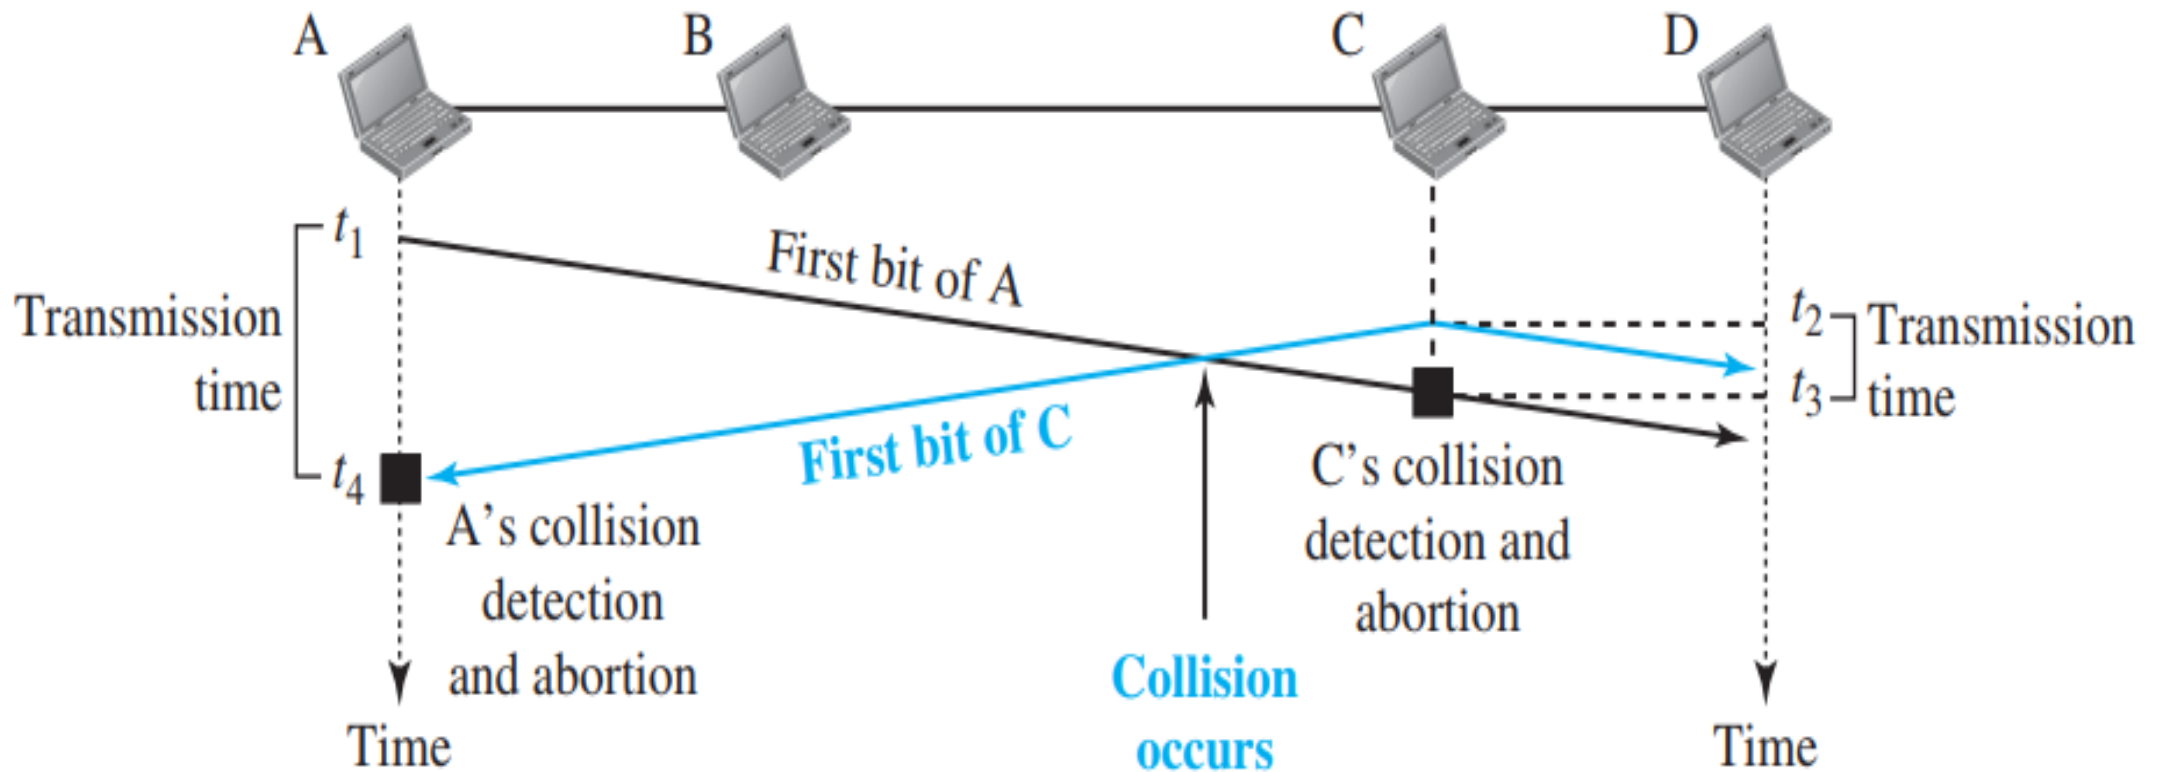 A
B
C
D
t1
First bit of A
Transmission
time
t2
Transmission
t3
time
First bit of C
t4
C’s collision
detection and
abortion
A’s collision
detection
and abortion
Collision
occurs
Time
Time